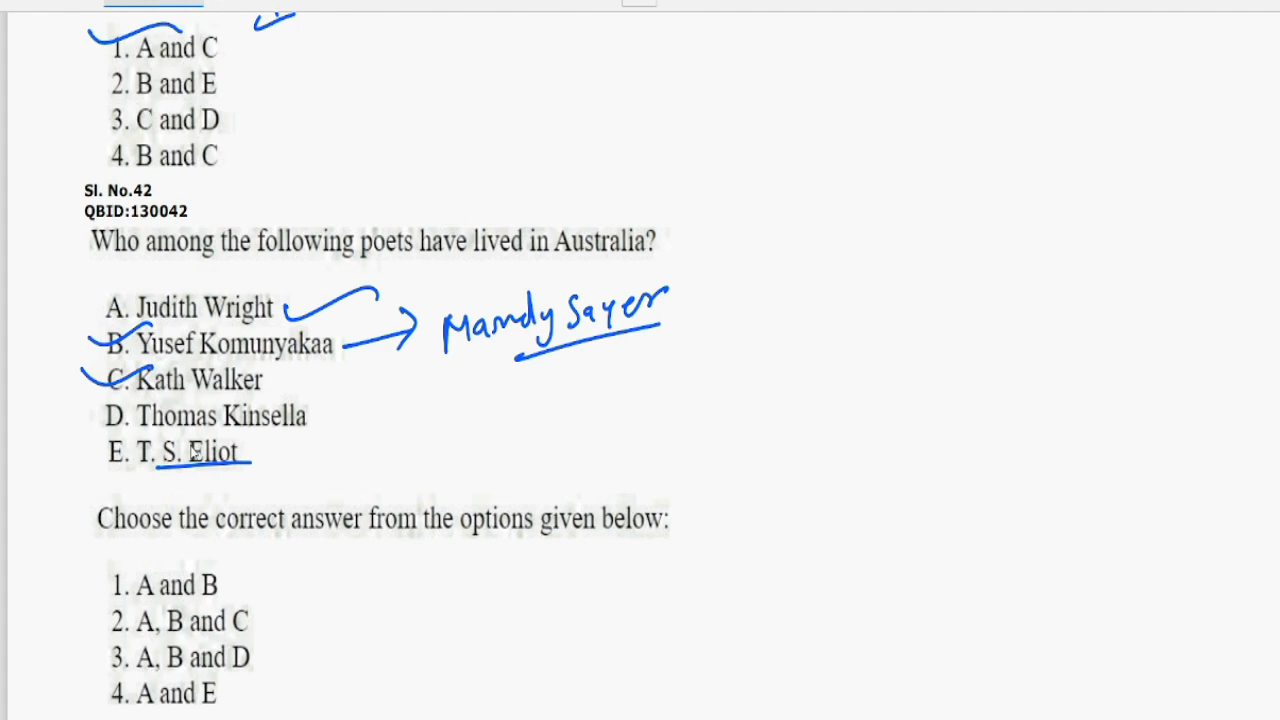 1. A and C
2. B and E
3. C and D
4. B and C
Sl. No.42
QBID:130042
Who among the following poets have lived in Australia?
A. Judith Wright
B. Yusef Komunyakaa → Mandy Sayer
C. Kath Walker
D. Thomas Kinsella
E. T. S. Eliot
Choose the correct answer from the options given below:
1. A and B
2. A, B and C
3. A, B and D
4. A and E